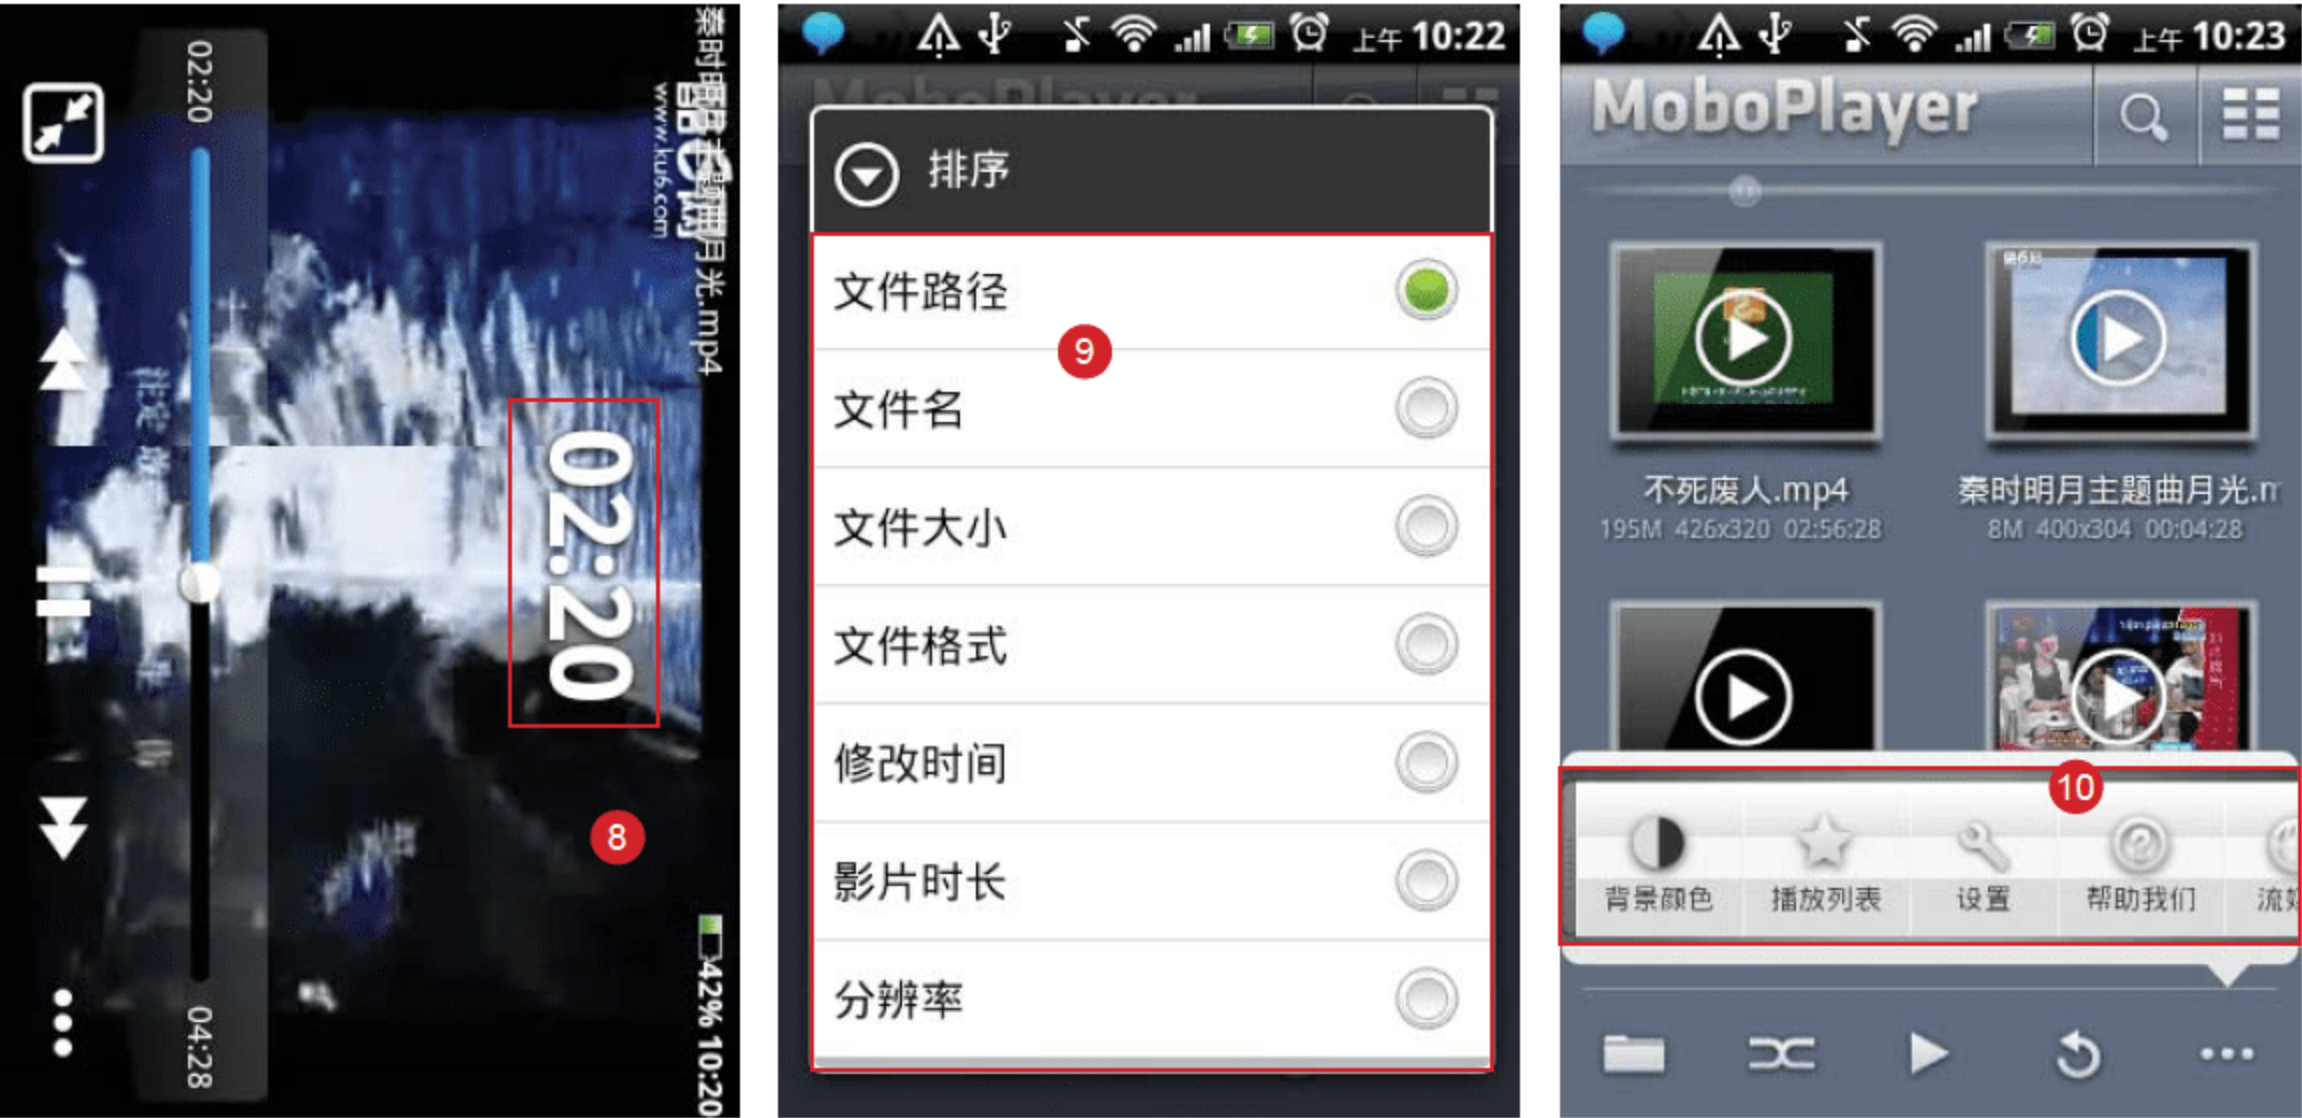 02:20
秦时明月主题曲月光.mp4
www.ku6.com
02:20
8
04:28
42% 10:20
上午 10:22
MoboPlayer
排序
文件路径
9
文件名
文件大小
文件格式
修改时间
影片时长
分辨率
上午 10:23
MoboPlayer
不死废人.mp4
秦时明月主题曲月光.m
195M 426x320 02:56:28
8M 400x304 00:04:28
10
背景颜色
播放列表
设置
帮助我们
流媒